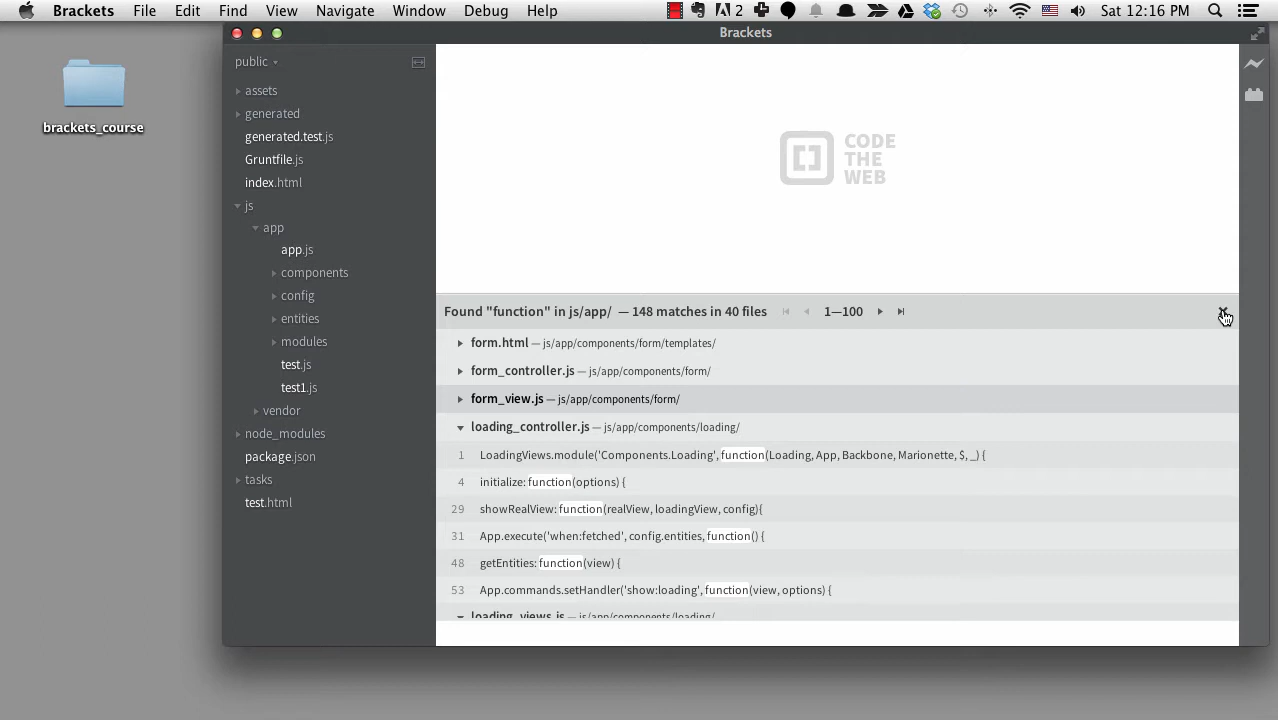 Brackets File Edit Find View Navigate Window Debug Help 2 Sat 12:16 PM
Brackets
brackets_course
public
assets
generated
generated.test.js
Gruntfile.js
index.html
js
app
app.js
components
config
entities
modules
test.js
test1.js
vendor
node_modules
package.json
tasks
test.html
CODE
THE
WEB
Found "function" in js/app/ — 148 matches in 40 files 1—100
form.html — js/app/components/form/templates/
form_controller.js — js/app/components/form/
form_view.js — js/app/components/form/
loading_controller.js — js/app/components/loading/
1 LoadingViews.module('Components.Loading', function(Loading, App, Backbone, Marionette, $, _) {
4 initialize: function(options) {
29 showRealView: function(realView, loadingView, config){
31 App.execute('when:fetched', config.entities, function() {
48 getEntities: function(view) {
53 App.commands.setHandler('show:loading', function(view, options) {
loading_views.js — js/app/components/loading/